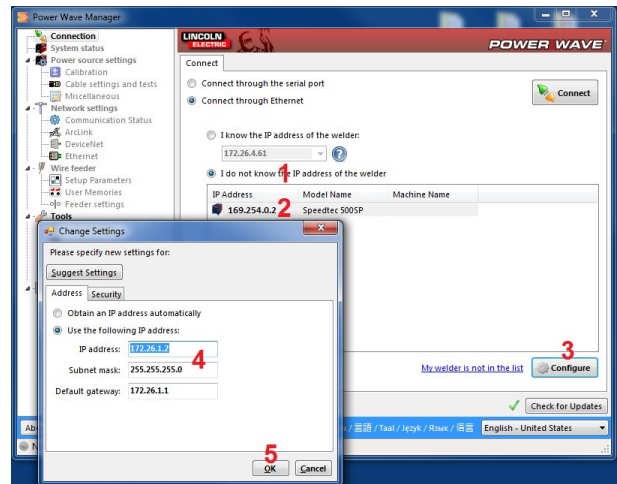 Power Wave Manager
Connection
System status
Power source settings
Calibration
Cable settings and tests
Miscellaneous
Network settings
Communication Status
ArcLink
DeviceNet
Ethernet
Wire feeder
Setup Parameters
User Memories
Feeder settings
Tools
LINCOLN
ELECTRIC
POWER WAVE
Connect
Connect through the serial port
Connect through Ethernet
Connect
I know the IP address of the welder:
172.26.4.61
?
I do not know the IP address of the welder
1
IP Address Model Name Machine Name
169.254.0.2 Speedtec 500SP
2
Change Settings
Please specify new settings for:
Suggest Settings
Address Security
Obtain an IP address automatically
Use the following IP address:
IP address: 172.26.1.2
Subnet mask: 255.255.255.0
4
Default gateway: 172.26.1.1
5
OK Cancel
3
My welder is not in the list Configure
Check for Updates
/ 言語 / Taal / Język / Язык / 语言 English - United States